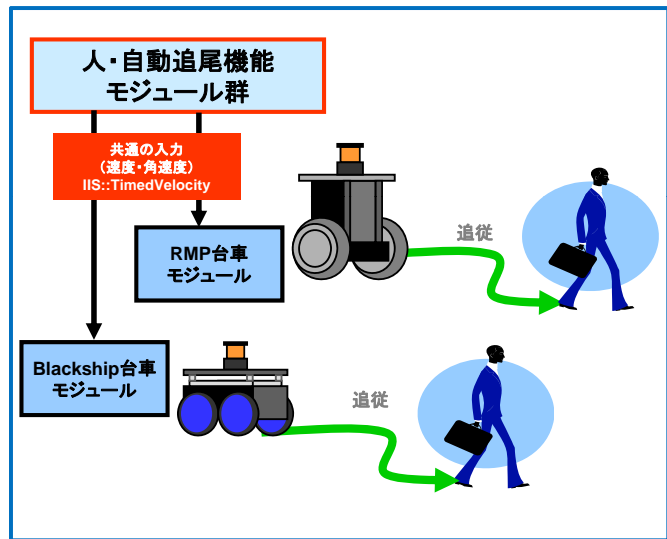 人・自動追尾機能
モジュール群
共通の入力
(速度・角速度)
IIS::TimedVelocity
RMP台車
モジュール
追従
Blackship台車
モジュール
追従